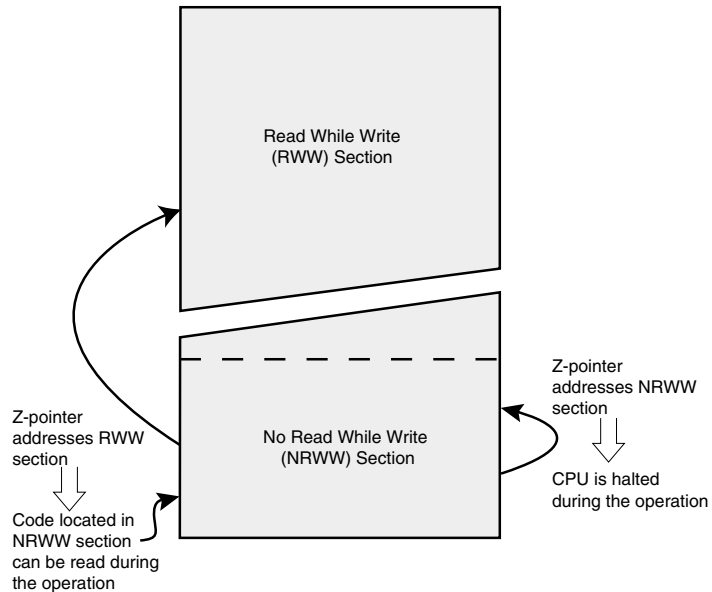 Read While Write
(RWW) Section
Z-pointer
addresses NRWW
section
Z-pointer
addresses RWW
section
No Read While Write
(NRWW) Section
CPU is halted
during the operation
Code located in
NRWW section
can be read during
the operation